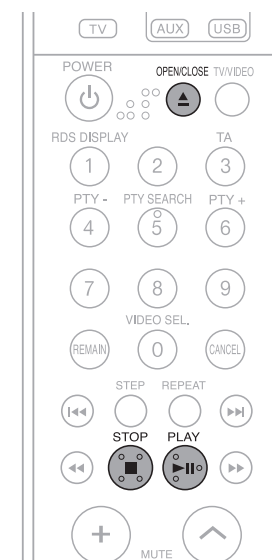 TV AUX USB
POWER OPEN/CLOSE TV/VIDEO
RDS DISPLAY TA
1 2 3
PTY - PTY SEARCH PTY +
4 5 6
7 8 9
VIDEO SEL.
REMAIN 0 CANCEL
STEP REPEAT
STOP PLAY
MUTE